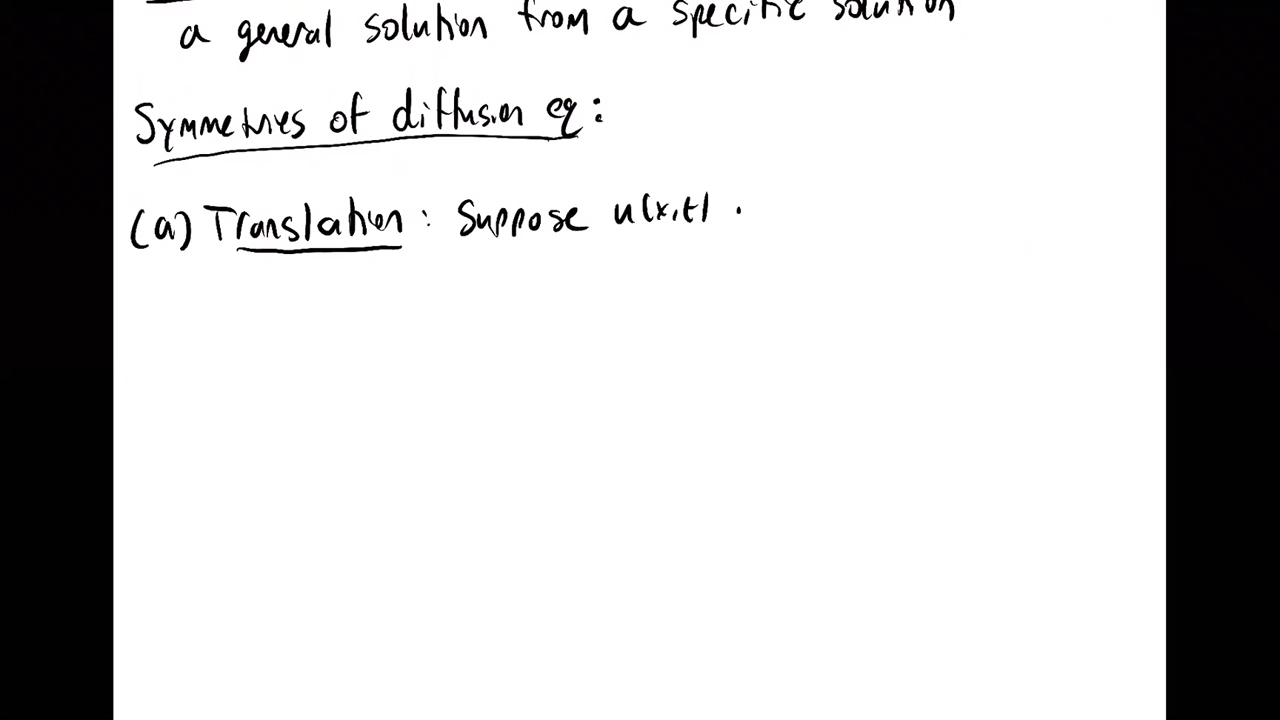 a general solution from a specific solution
Symmetries of diffusion eq:
(a) Translation: Suppose u(x,t) .